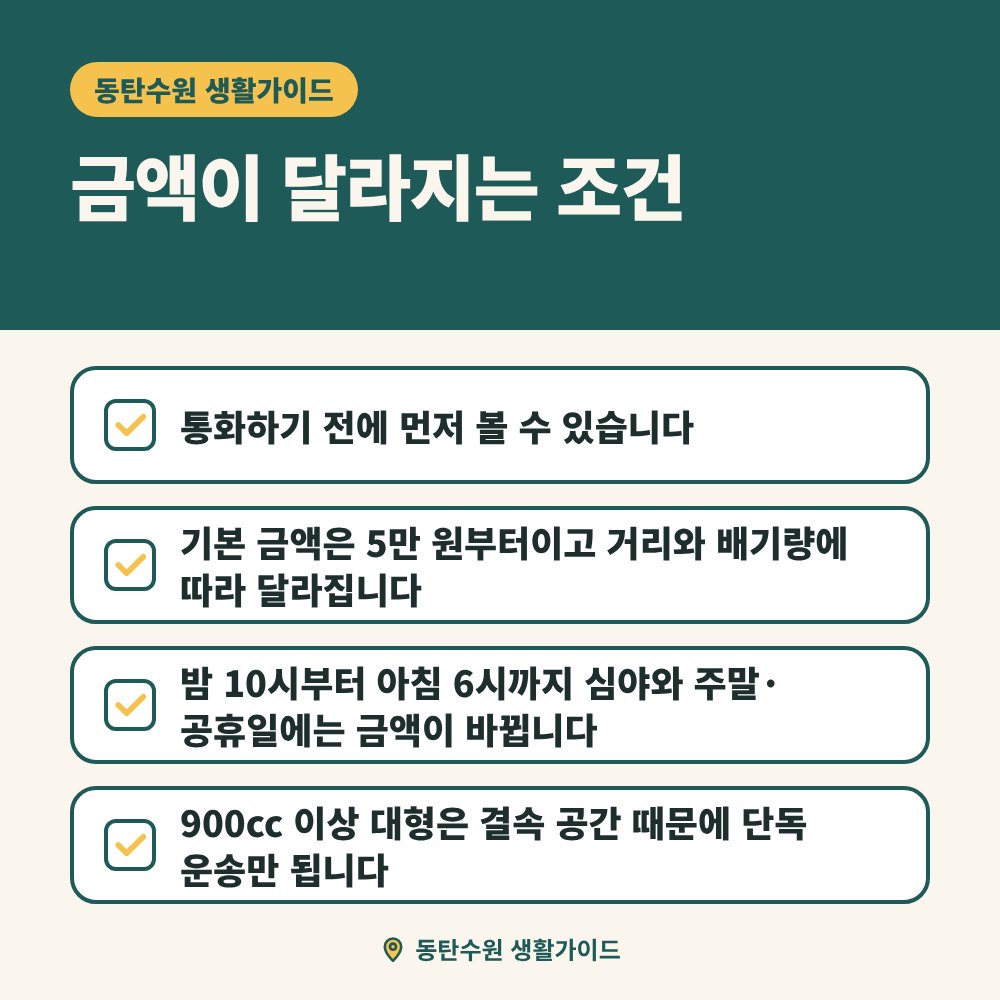 동탄수원 생활가이드
금액이 달라지는 조건
통화하기 전에 먼저 볼 수 있습니다
기본 금액은 5만 원부터이고 거리와 배기량에
따라 달라집니다
밤 10시부터 아침 6시까지 심야와 주말·
공휴일에는 금액이 바뀝니다
900cc 이상 대형은 결속 공간 때문에 단독
운송만 됩니다
동탄수원 생활가이드